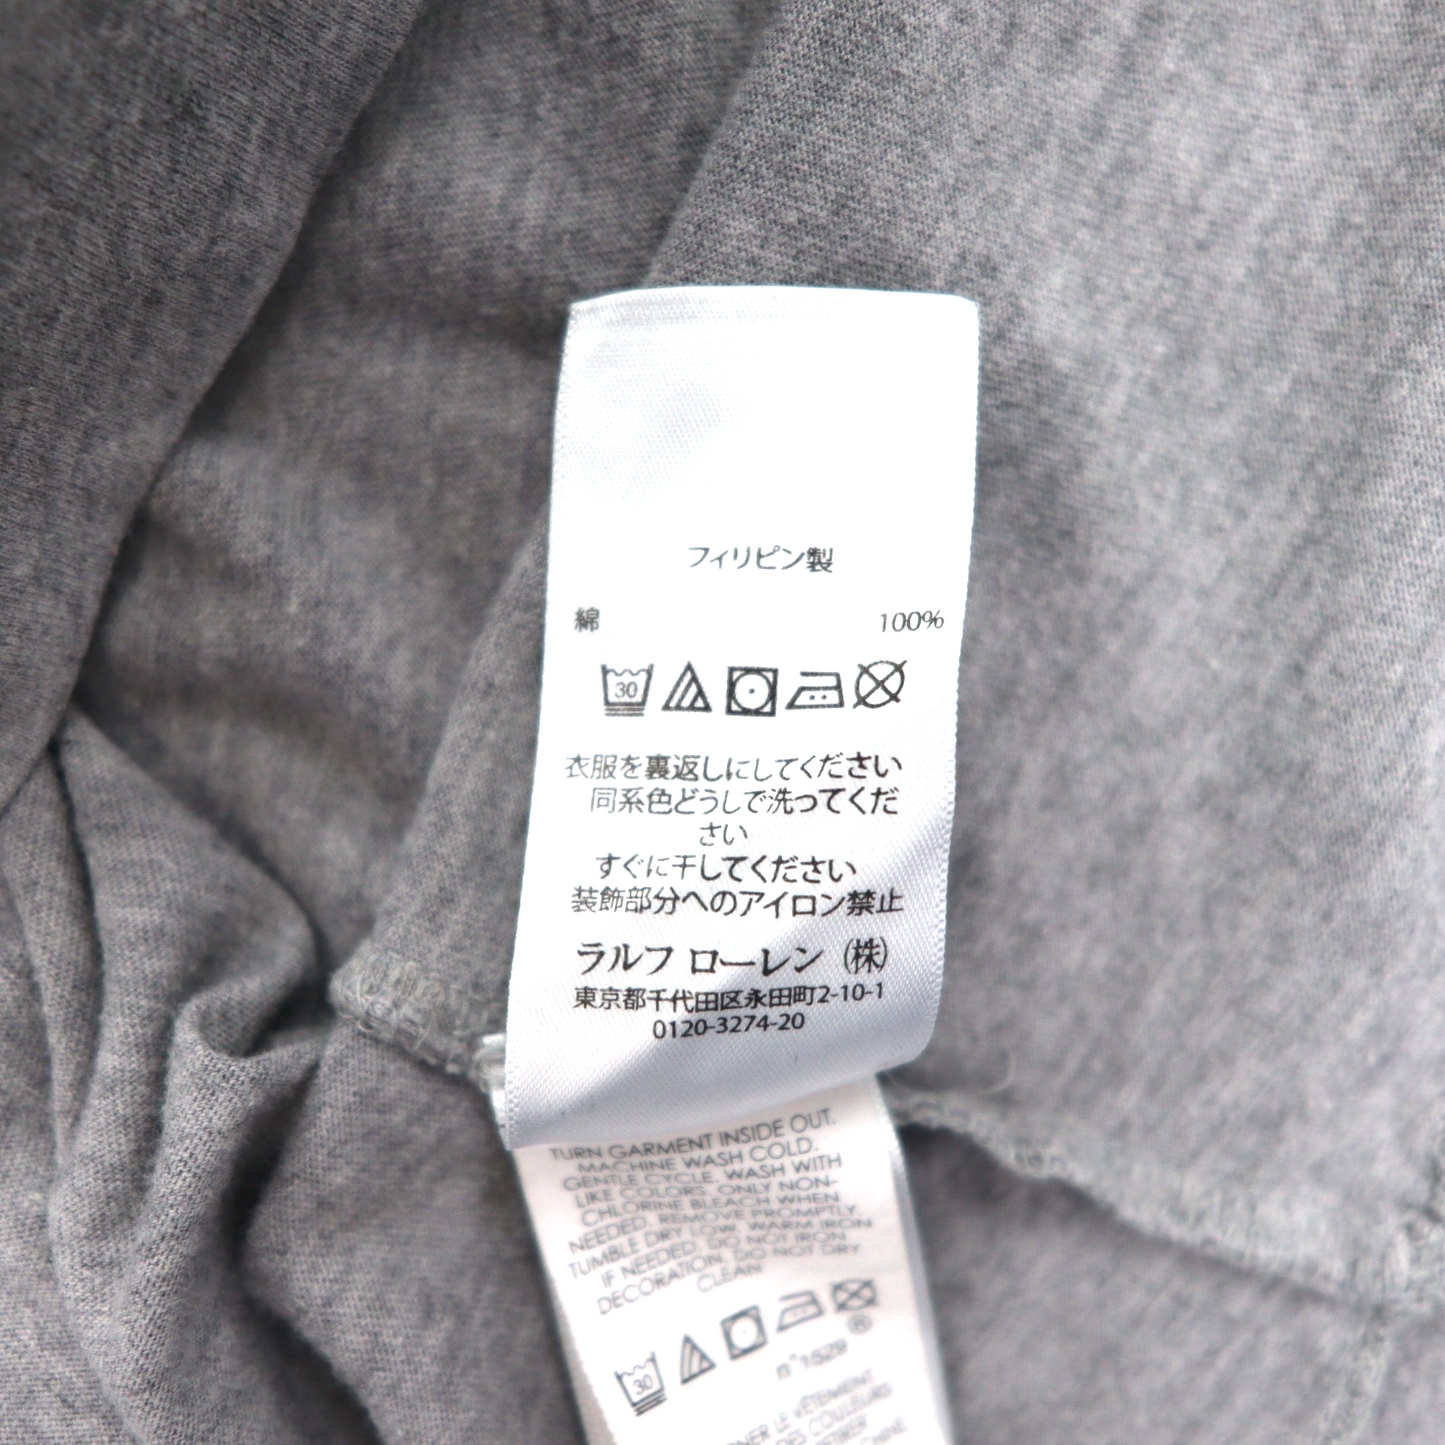 フィリピン製
綿 100%
30
衣服を裏返しにしてください
同系色どうしで洗ってくだ
さい
すぐに干してください
装飾部分へのアイロン禁止
ラルフ ローレン（株）
東京都千代田区永田町2-10-1
0120-3274-20
TURN GARMENT INSIDE OUT.
MACHINE WASH COLD.
GENTLE CYCLE. WASH WITH
LIKE COLORS. ONLY NON-
CHLORINE BLEACH WHEN
NEEDED. REMOVE PROMPTLY.
TUMBLE DRY LOW. WARM IRON
IF NEEDED. DO NOT IRON
DECORATION. DO NOT DRY
CLEAN
30
®
n°1629
LE VÊTEMENT
DES COULEURS